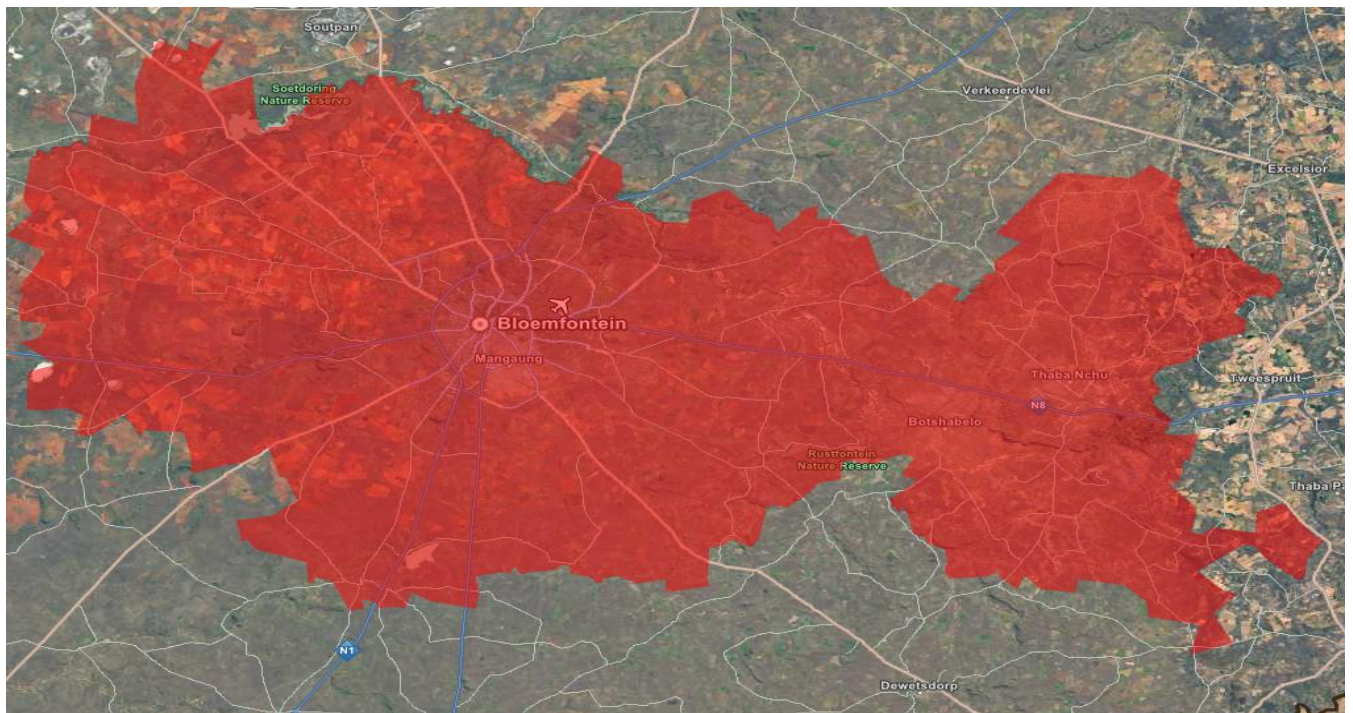 Soutpan
Soetdoring
Nature Reserve
Verkeerdevlei
Excelsior
Bloemfontein
Mangaung
Thaba Nchu
Tweespruit
N8
Botshabelo
Rustfontein
Nature Reserve
Thaba Pa
N1
Dewetsdorp